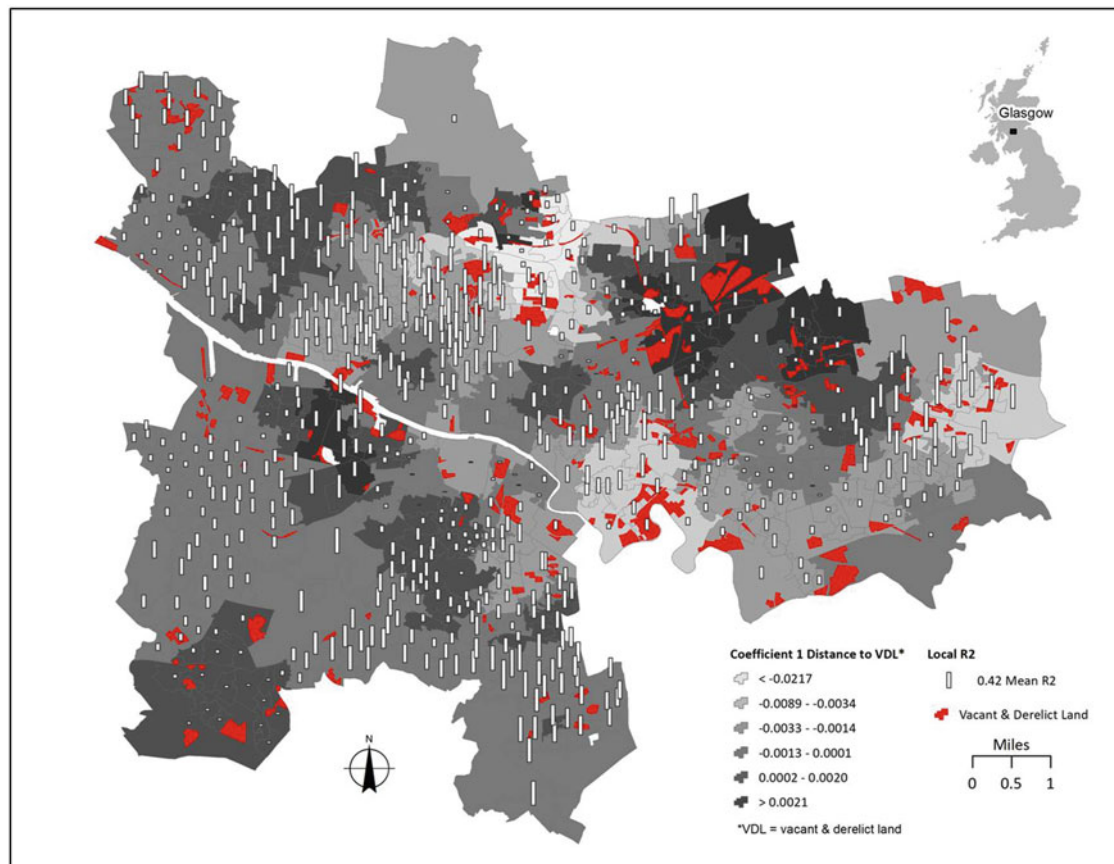 Glasgow
N
Coefficient 1 Distance to VDL*
< -0.0217
-0.0089 - -0.0034
-0.0033 - -0.0014
-0.0013 - 0.0001
0.0002 - 0.0020
> 0.0021
*VDL = vacant & derelict land
Local R2
0.42 Mean R2
Vacant & Derelict Land
Miles
0 0.5 1